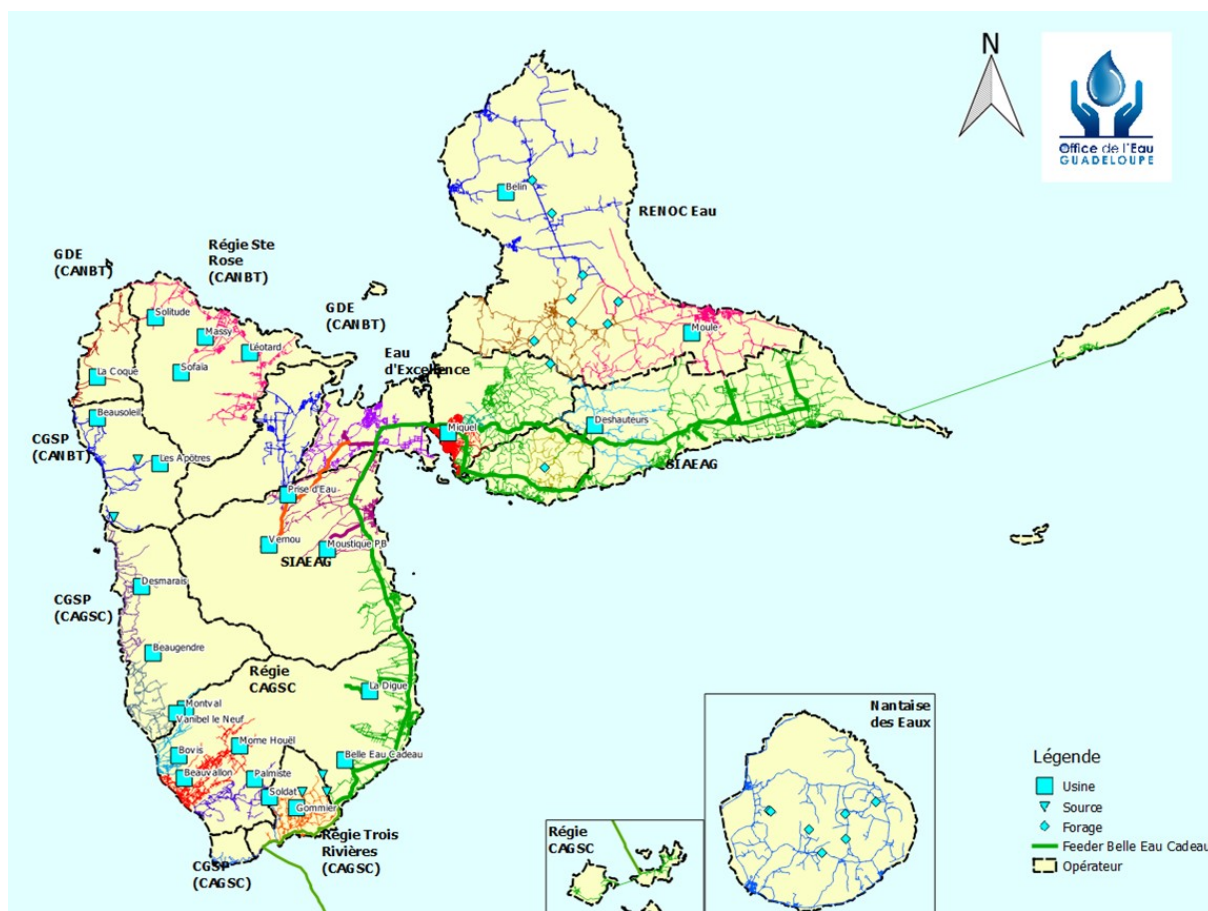 N
Office de l'Eau
GUADELOUPE
Belin
RENOC Eau
GDE
(CANBT)
Régie Ste
Rose
(CANBT)
GDE
(CANBT)
Solitude
Massy
Léotard
Moule
Eau
d'Excellence
La Coque
Sofaia
Beausoleil
Deshauteurs
Miquel
CGSP
(CANBT)
Les Apôtres
SIAEAG
Prise d'Eau
Vernou
Moustique PB
SIAEAG
Desmarais
CGSP
(CAGSC)
Beaugendre
Régie
CAGSC
La Digue
Montval
Vanibel le Neuf
Nantaise
des Eaux
Morne Houël
Bovis
Belle Eau Cadeau
Beauvallon
Palmiste
Soldat
Gommier
Régie Trois
Rivières
(CAGSC)
CGSP
(CAGSC)
Régie
CAGSC
Légende
Usine
Source
Forage
Feeder Belle Eau Cadeau
Opérateur